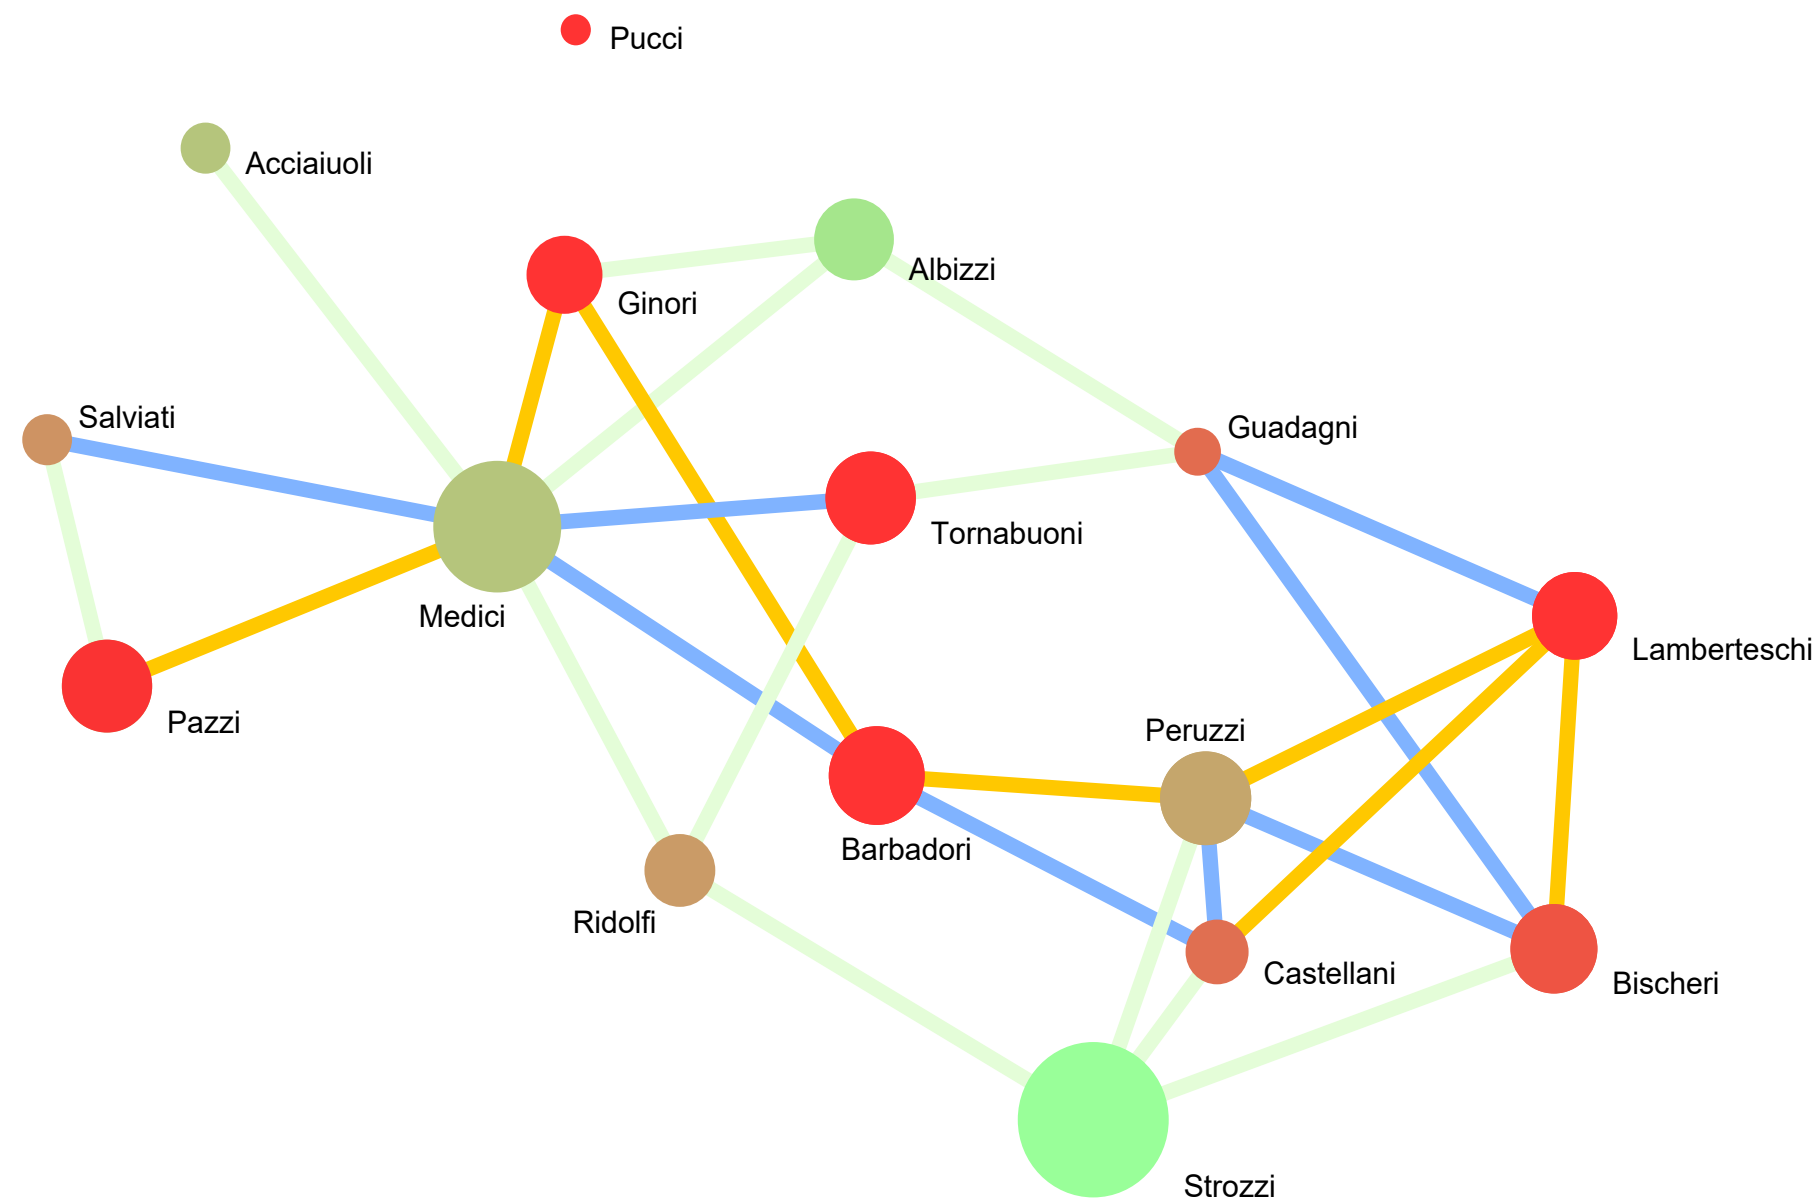 Pucci
Acciaiuoli
Albizzi
Ginori
Salviati
Guadagni
Tornabuoni
Medici
Lamberteschi
Pazzi
Peruzzi
Barbadori
Ridolfi
Castellani
Bischeri
Strozzi